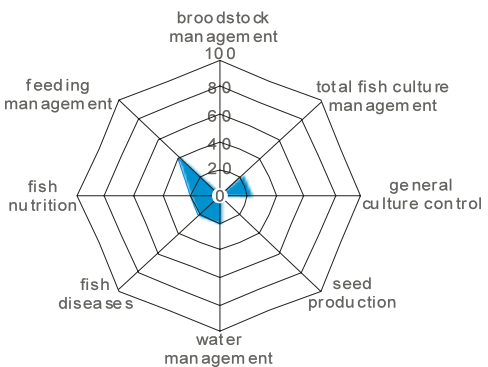 broodstock
management
100
80
60
40
20
0
total fish culture
management
general
culture control
seed
production
water
management
fish
diseases
fish
nutrition
feeding
management